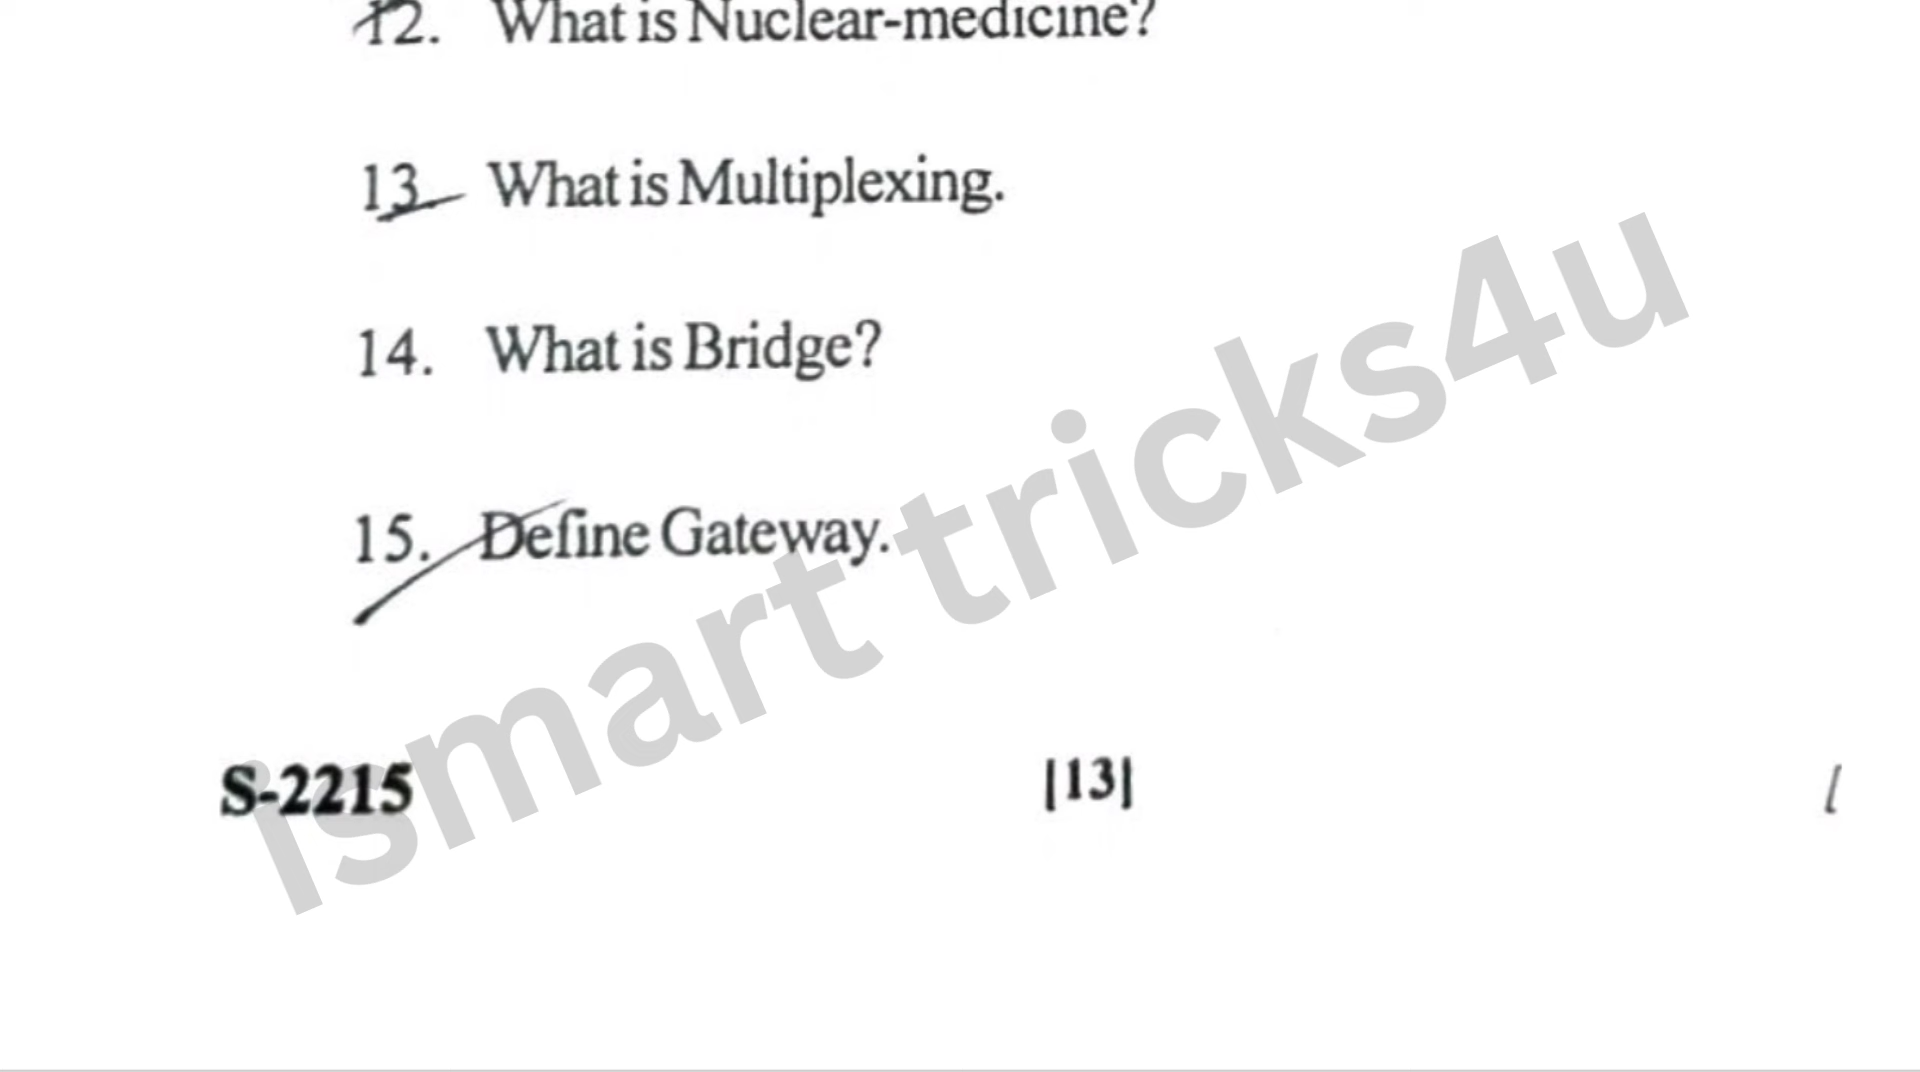 12. What is Nuclear-medicine?
13. What is Multiplexing.
14. What is Bridge?
15. Define Gateway.
ismart tricks4u
S-2215 [13] [